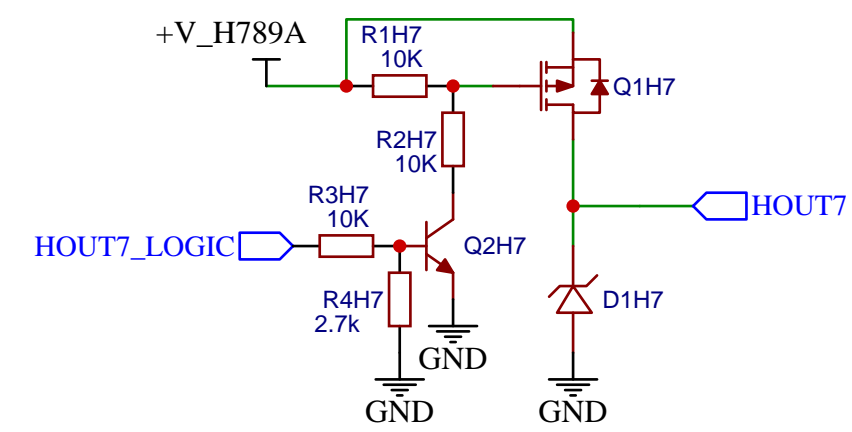 +V_H789A
R1H7
10K
Q1H7
R2H7
10K
HOUT7
R3H7
10K
HOUT7_LOGIC
Q2H7
R4H7
2.7k
D1H7
GND
GND
GND